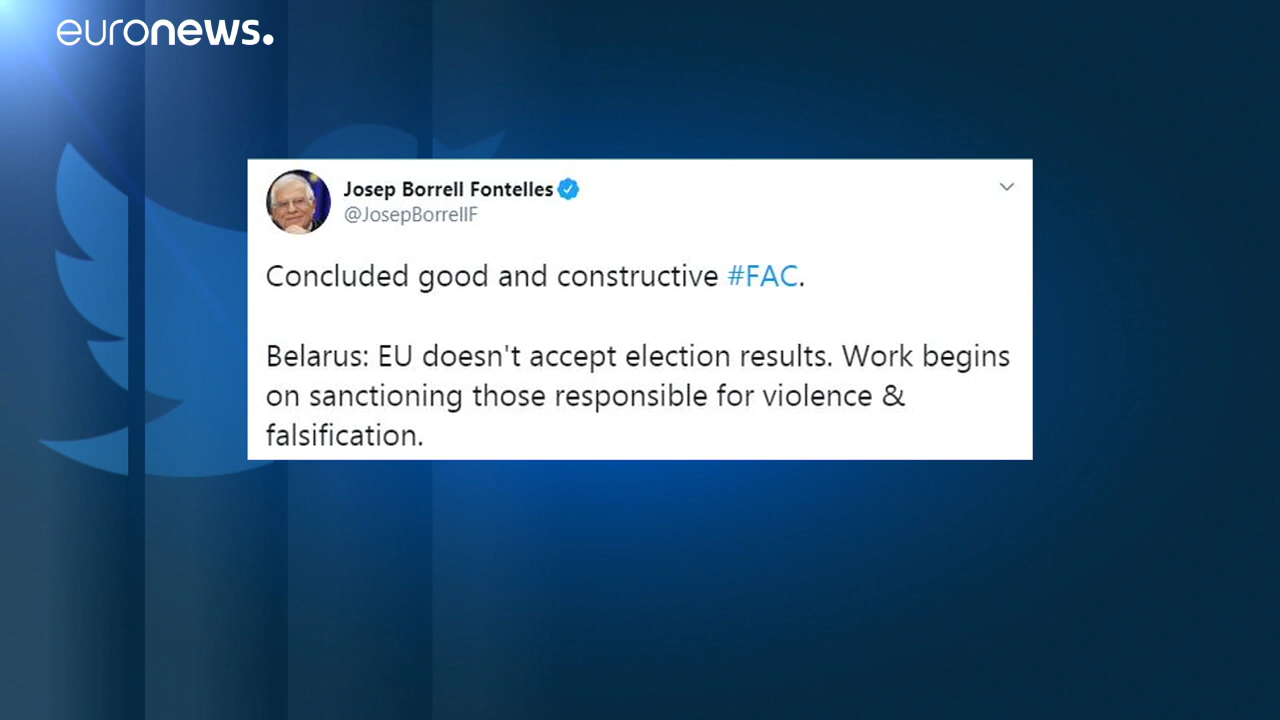 euronews.
Josep Borrell Fontelles
@JosepBorrellF
Concluded good and constructive #FAC.
Belarus: EU doesn't accept election results. Work begins
on sanctioning those responsible for violence &
falsification.